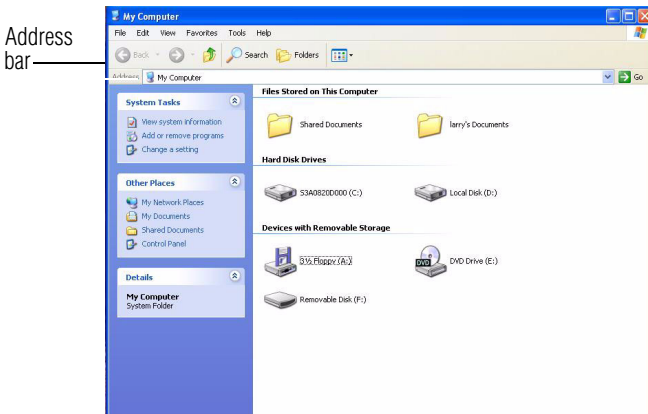 My Computer
File Edit View Favorites Tools Help
Address
bar
Back Search Folders
Address My Computer Go
System Tasks
View system information
Add or remove programs
Change a setting
Other Places
My Network Places
My Documents
Shared Documents
Control Panel
Details
My Computer
System Folder
Files Stored on This Computer
Shared Documents larry's Documents
Hard Disk Drives
S3A0820D000 (C:) Local Disk (D:)
Devices with Removable Storage
3½ Floppy (A:) DVD Drive (E:)
DVD
Removable Disk (F:)